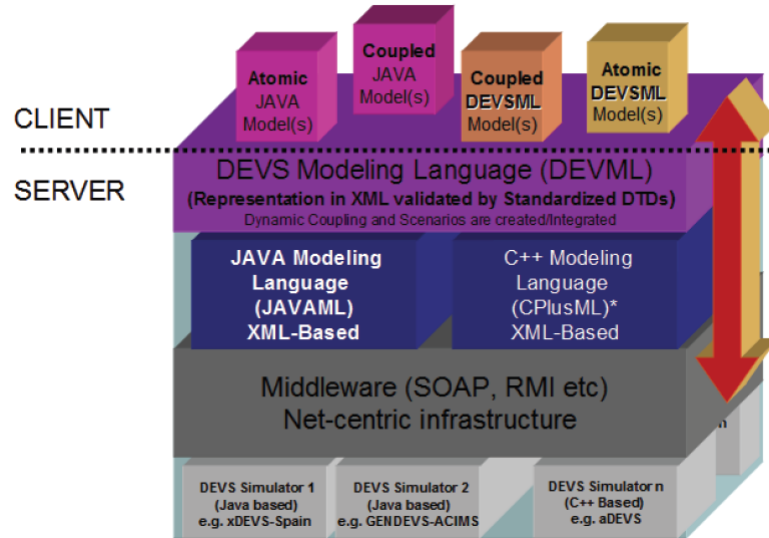 Atomic
JAVA
Model(s)
Coupled
JAVA
Model(s)
Coupled
DEVSML
Model(s)
Atomic
DEVSML
Model(s)
CLIENT
SERVER
DEVS Modeling Language (DEVML)
(Representation in XML validated by Standardized DTDs)
Dynamic Coupling and Scenarios are created/Integrated
JAVA Modeling
Language
(JAVAML)
XML-Based
C++ Modeling
Language
(CPlusML)*
XML-Based
Middleware (SOAP, RMI etc)
Net-centric infrastructure
DEVS Simulator 1
(Java based)
e.g. xDEVS-Spain
DEVS Simulator 2
(Java based)
e.g. GENDEVS-ACIMS
DEVS Simulator n
(C++ Based)
e.g. aDEVS